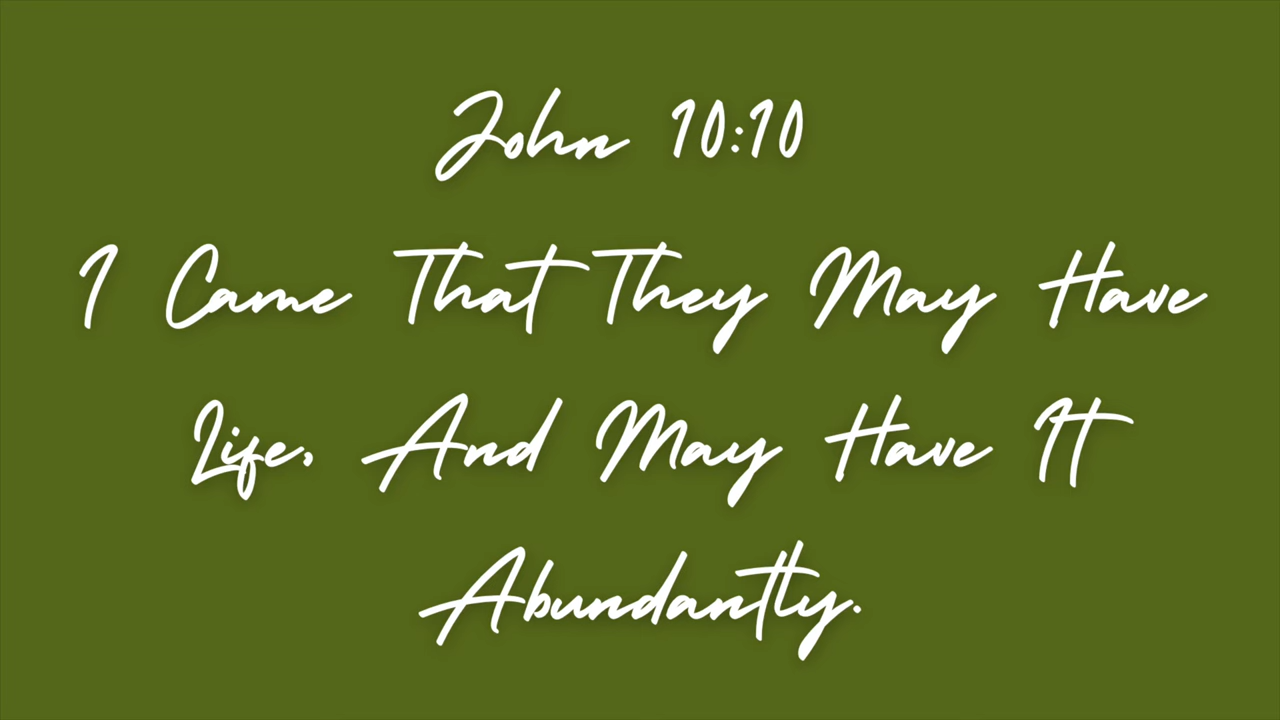 John 10:10
I Came That They May Have
Life, And May Have It
Abundantly.